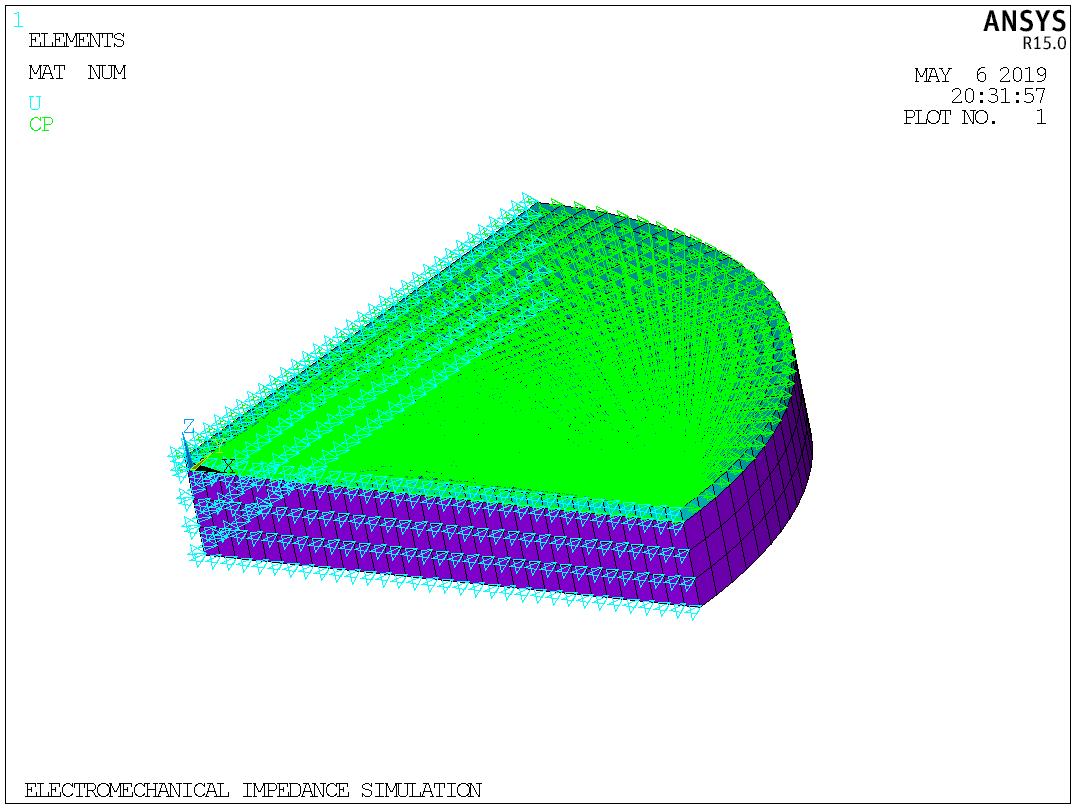 1
ELEMENTS
MAT NUM
U
CP
ANSYS
R15.0
MAY 6 2019
20:31:57
PLOT NO. 1
Z
X
ELECTROMECHANICAL IMPEDANCE SIMULATION